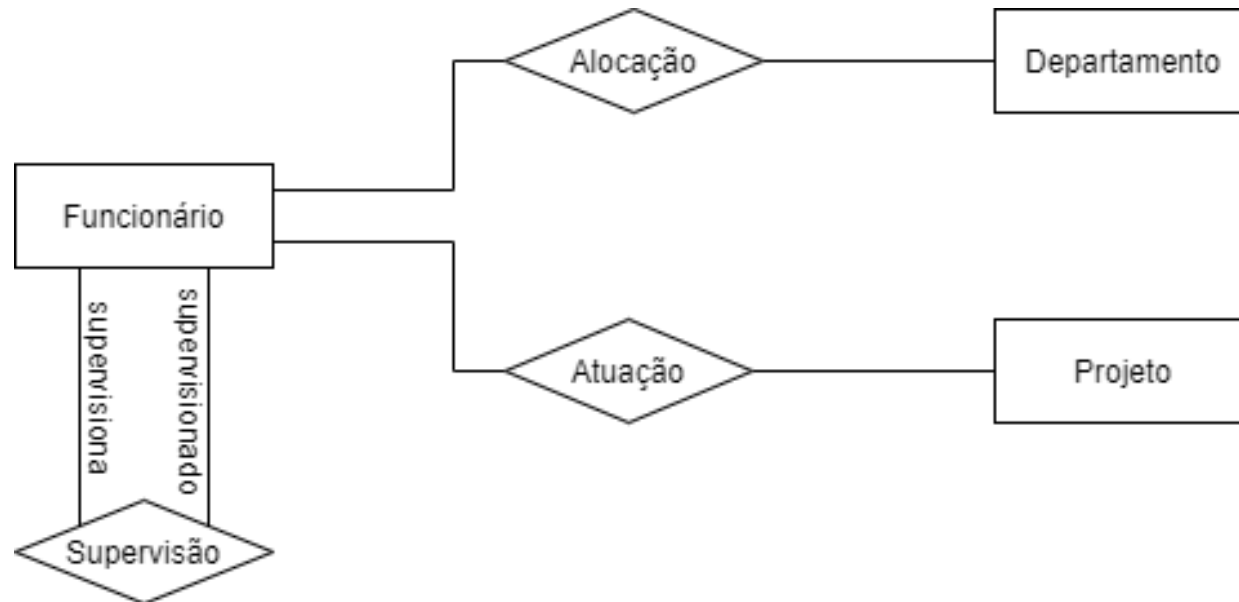 Alocação
Departamento
Funcionário
supervisiona
supervisionado
Atuação
Projeto
Supervisão